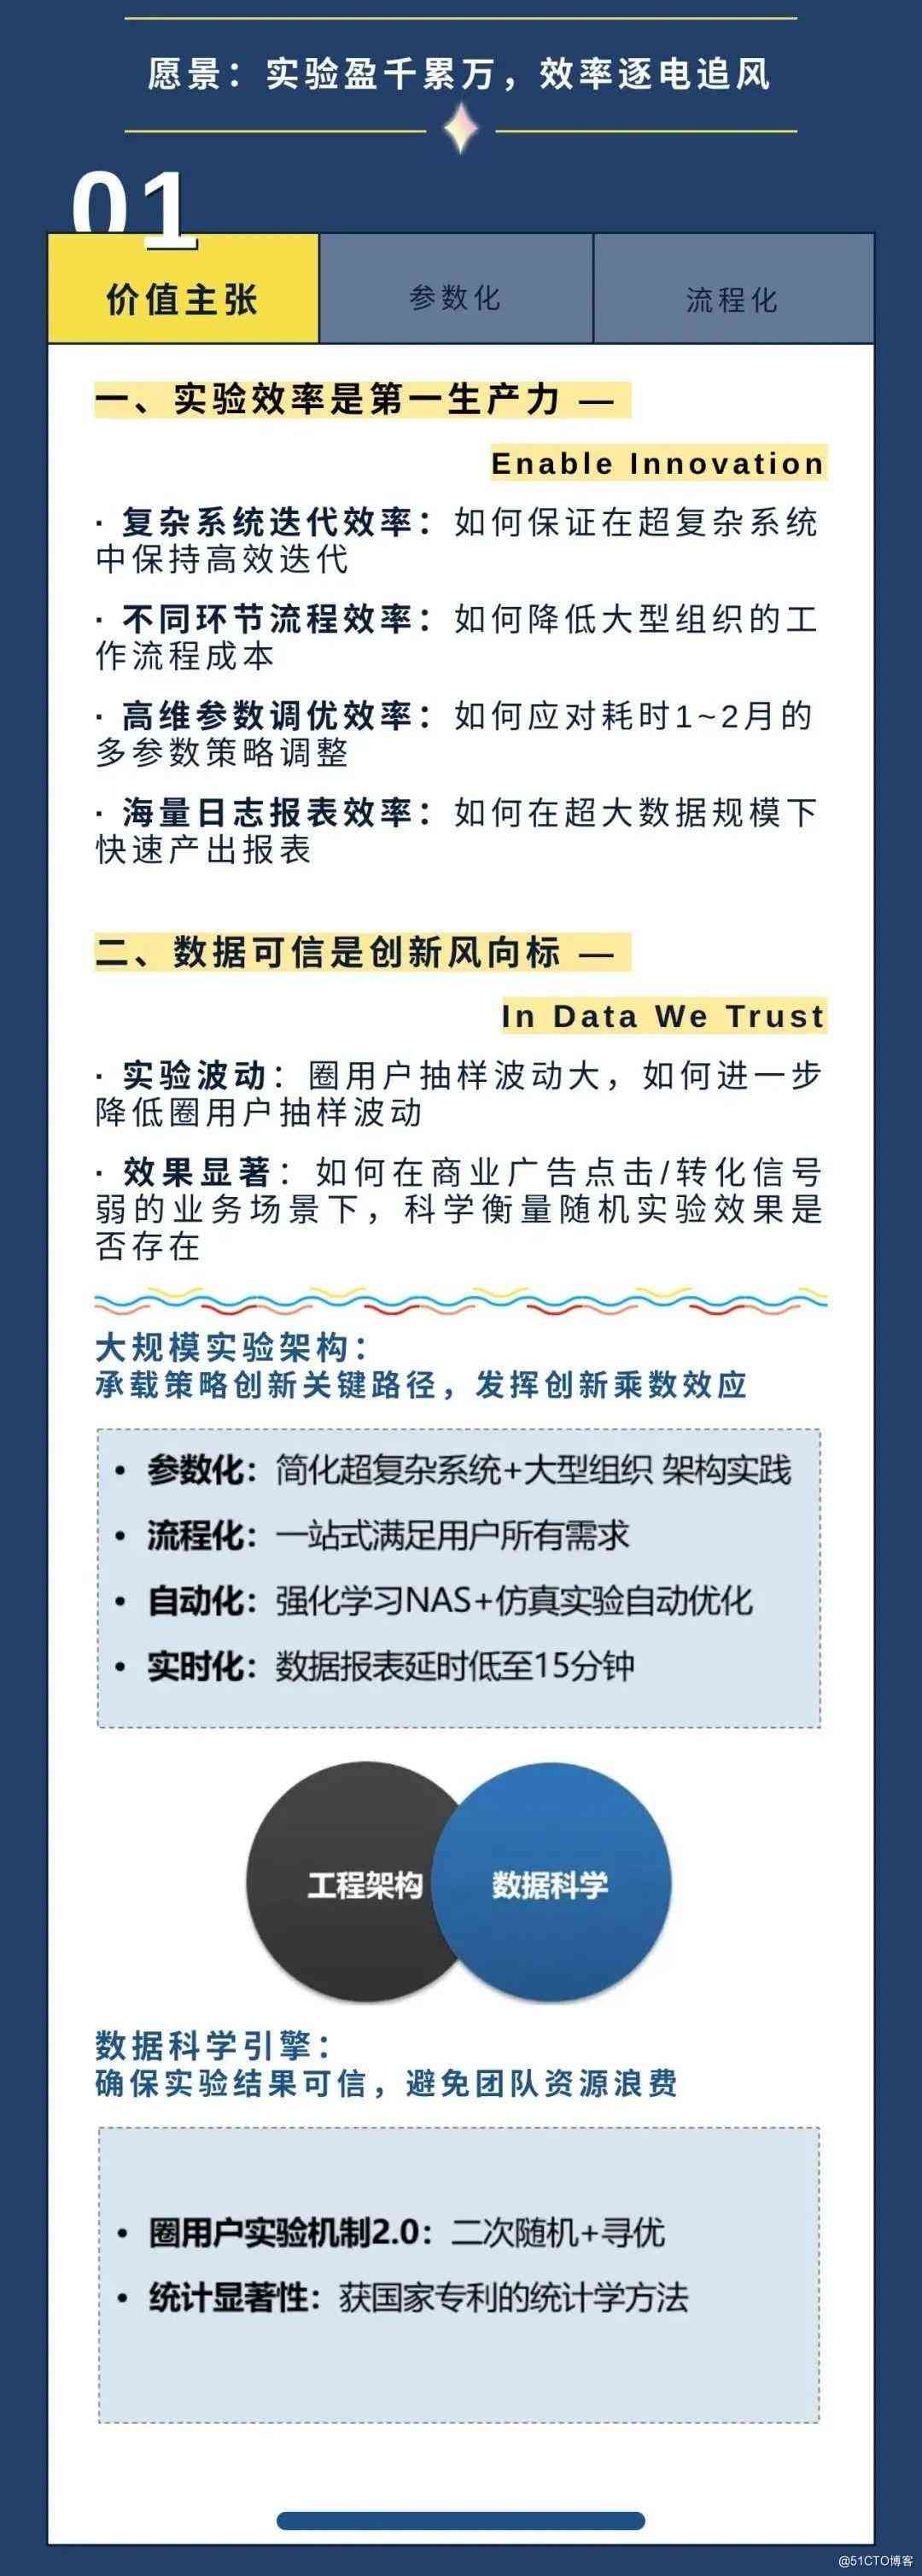 愿景：实验盈千累万，效率逐电追风
01
价值主张
参数化
流程化
一、实验效率是第一生产力 —
Enable Innovation
· 复杂系统迭代效率：如何保证在超复杂系统
中保持高效迭代
· 不同环节流程效率：如何降低大型组织的工
作流程成本
· 高维参数调优效率：如何应对耗时1~2月的
多参数策略调整
· 海量日志报表效率：如何在超大数据规模下
快速产出报表
二、数据可信是创新风向标 —
In Data We Trust
· 实验波动：圈用户抽样波动大，如何进一步
降低圈用户抽样波动
· 效果显著：如何在商业广告点击/转化信号
弱的业务场景下，科学衡量随机实验效果是
否存在
大规模实验架构：
承载策略创新关键路径，发挥创新乘数效应
• 参数化：简化超复杂系统+大型组织 架构实践
• 流程化：一站式满足用户所有需求
• 自动化：强化学习NAS+仿真实验自动优化
• 实时化：数据报表延时低至15分钟
工程架构
数据科学
数据科学引擎：
确保实验结果可信，避免团队资源浪费
• 圈用户实验机制2.0：二次随机+寻优
• 统计显著性：获国家专利的统计学方法
@51CTO博客